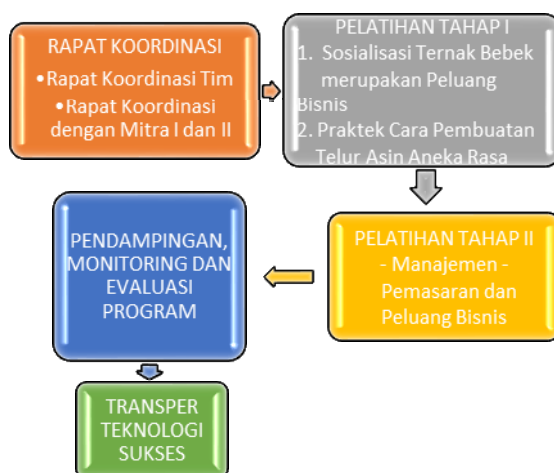 RAPAT KOORDINASI
•Rapat Koordinasi Tim
•Rapat Koordinasi
dengan Mitra I dan II
PELATIHAN TAHAP I
1. Sosialisasi Ternak Bebek
merupakan Peluang
Bisnis
2. Praktek Cara Pembuatan
Telur Asin Aneka Rasa
PELATIHAN TAHAP II
- Manajemen -
Pemasaran dan
Peluang Bisnis
PENDAMPINGAN,
MONITORING DAN
EVALUASI
PROGRAM
TRANSPER
TEKNOLOGI
SUKSES